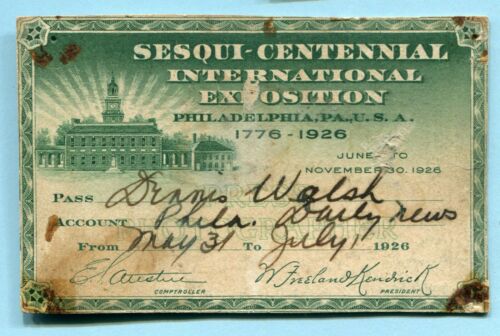 SESQUI-CENTENNIAL
INTERNATIONAL
EXPOSITION
PHILADELPHIA, PA., U. S. A.
1776-1926
JUNE TO
NOVEMBER 30, 1926
PASS Dennis Walsh
ACCOUNT Phila. Daily news
FROM May 31 TO July 1 1926
E. L. Austin W. Freeland Kendrick
COMPTROLLER PRESIDENT